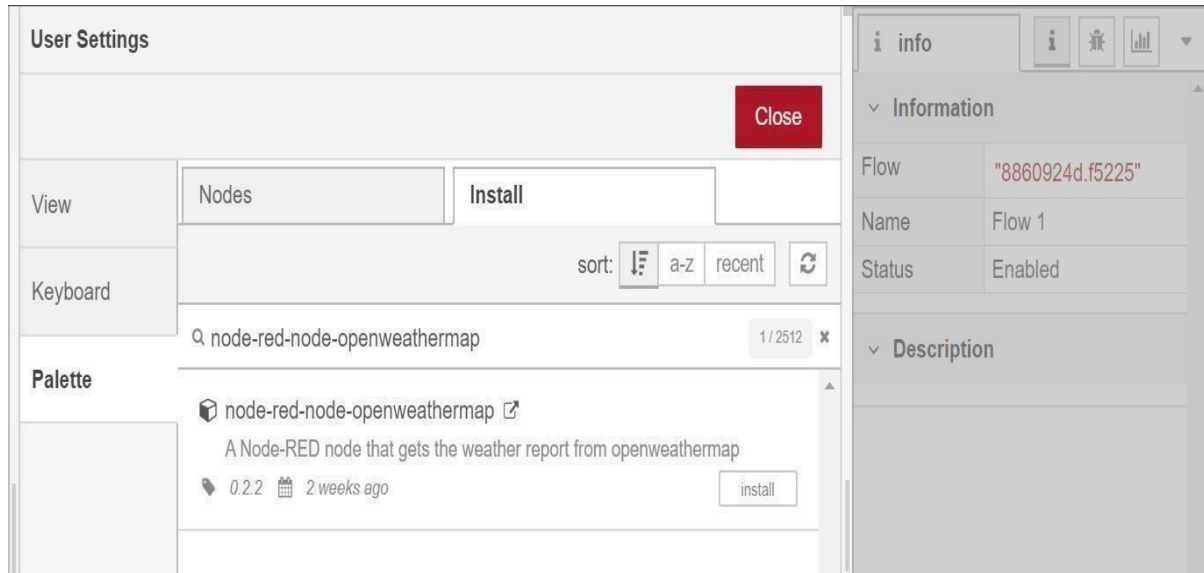 User Settings
Close
View
Keyboard
Palette
Nodes
Install
sort: a-z recent
node-red-node-openweathermap
1 / 2512
node-red-node-openweathermap
A Node-RED node that gets the weather report from openweathermap
0.2.2 2 weeks ago
install
info
Information
Flow "8860924d.f5225"
Name Flow 1
Status Enabled
Description